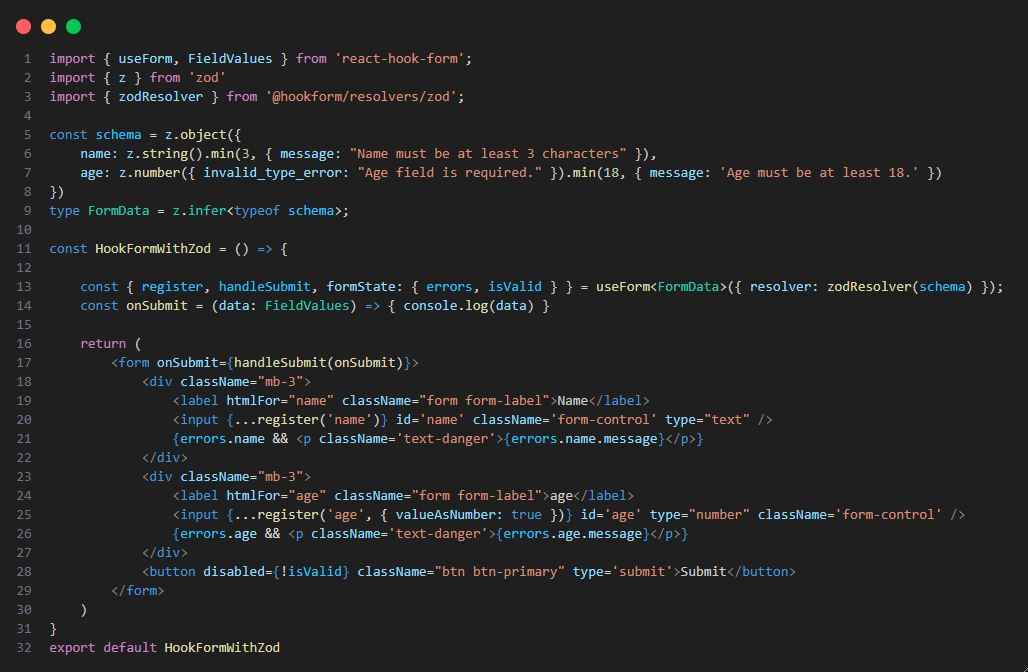 1 import { useForm, FieldValues } from 'react-hook-form';
2 import { z } from 'zod'
3 import { zodResolver } from '@hookform/resolvers/zod';
4
5 const schema = z.object({
6     name: z.string().min(3, { message: "Name must be at least 3 characters" }),
7     age: z.number({ invalid_type_error: "Age field is required." }).min(18, { message: 'Age must be at least 18.' })
8 })
9 type FormData = z.infer<typeof schema>;
10
11 const HookFormWithZod = () => {
12
13     const { register, handleSubmit, formState: { errors, isValid } } = useForm<FormData>({ resolver: zodResolver(schema) });
14     const onSubmit = (data: FieldValues) => { console.log(data) }
15
16     return (
17         <form onSubmit={handleSubmit(onSubmit)}>
18             <div className="mb-3">
19                 <label htmlFor="name" className="form form-label">Name</label>
20                 <input {...register('name')} id='name' className='form-control' type="text" />
21                 {errors.name && <p className='text-danger'>{errors.name.message}</p>}
22             </div>
23             <div className="mb-3">
24                 <label htmlFor="age" className="form form-label">age</label>
25                 <input {...register('age', { valueAsNumber: true })} id='age' type="number" className='form-control' />
26                 {errors.age && <p className='text-danger'>{errors.age.message}</p>}
27             </div>
28             <button disabled={!isValid} className="btn btn-primary" type='submit'>Submit</button>
29         </form>
30     )
31 }
32 export default HookFormWithZod